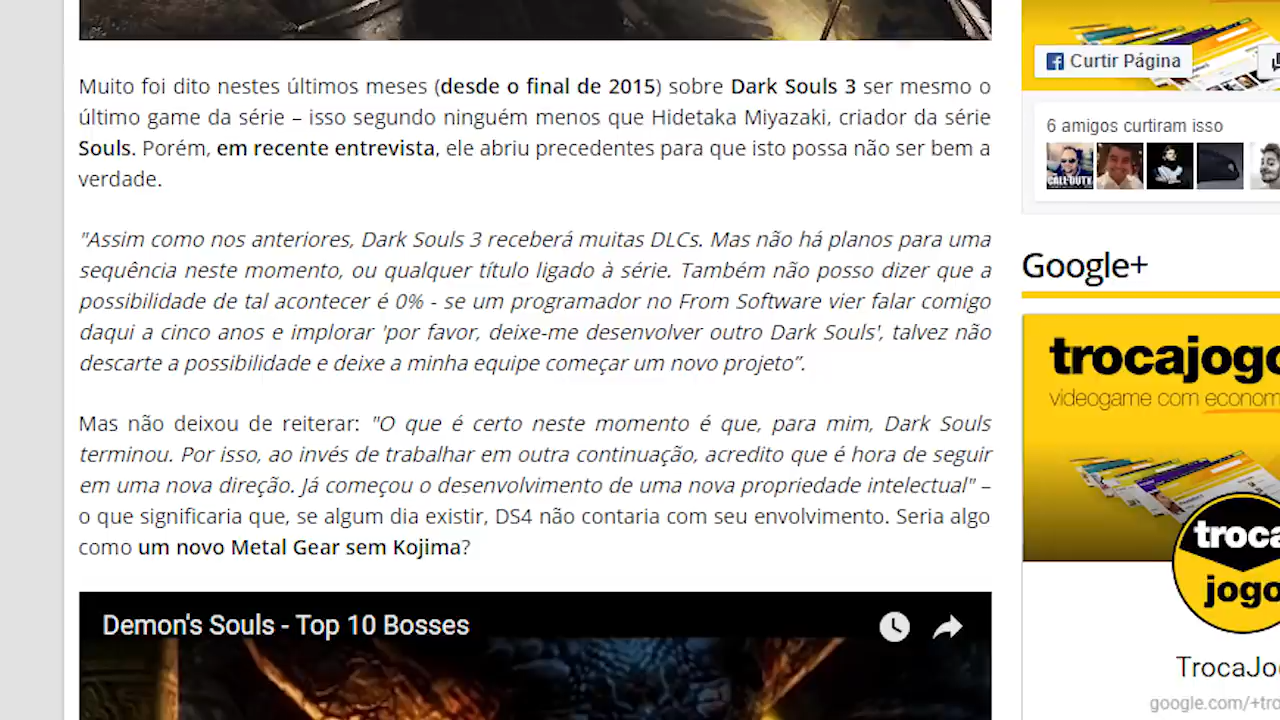 Muito foi dito nestes últimos meses (desde o final de 2015) sobre Dark Souls 3 ser mesmo o
último game da série – isso segundo ninguém menos que Hidetaka Miyazaki, criador da série
Souls. Porém, em recente entrevista, ele abriu precedentes para que isto possa não ser bem a
verdade.
"Assim como nos anteriores, Dark Souls 3 receberá muitas DLCs. Mas não há planos para uma
sequência neste momento, ou qualquer título ligado à série. Também não posso dizer que a
possibilidade de tal acontecer é 0% - se um programador no From Software vier falar comigo
daqui a cinco anos e implorar 'por favor, deixe-me desenvolver outro Dark Souls', talvez não
descarte a possibilidade e deixe a minha equipe começar um novo projeto”.
Mas não deixou de reiterar: "O que é certo neste momento é que, para mim, Dark Souls
terminou. Por isso, ao invés de trabalhar em outra continuação, acredito que é hora de seguir
em uma nova direção. Já começou o desenvolvimento de uma nova propriedade intelectual" –
o que significaria que, se algum dia existir, DS4 não contaria com seu envolvimento. Seria algo
como um novo Metal Gear sem Kojima?
Demon's Souls - Top 10 Bosses
Curtir Página
6 amigos curtiram isso
CALL OF DUTY
Google+
trocajogo
videogame com econom
troca
jogo
TrocaJo
google.com/+tro